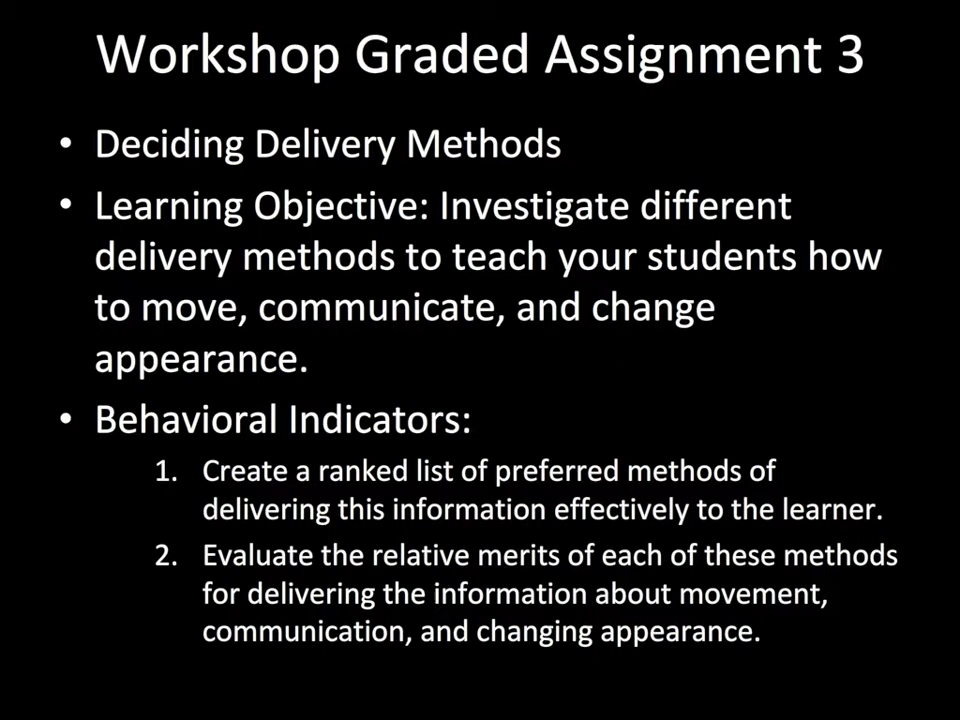 Workshop Graded Assignment 3
• Deciding Delivery Methods
• Learning Objective: Investigate different
delivery methods to teach your students how
to move, communicate, and change
appearance.
• Behavioral Indicators:
1. Create a ranked list of preferred methods of
delivering this information effectively to the learner.
2. Evaluate the relative merits of each of these methods
for delivering the information about movement,
communication, and changing appearance.